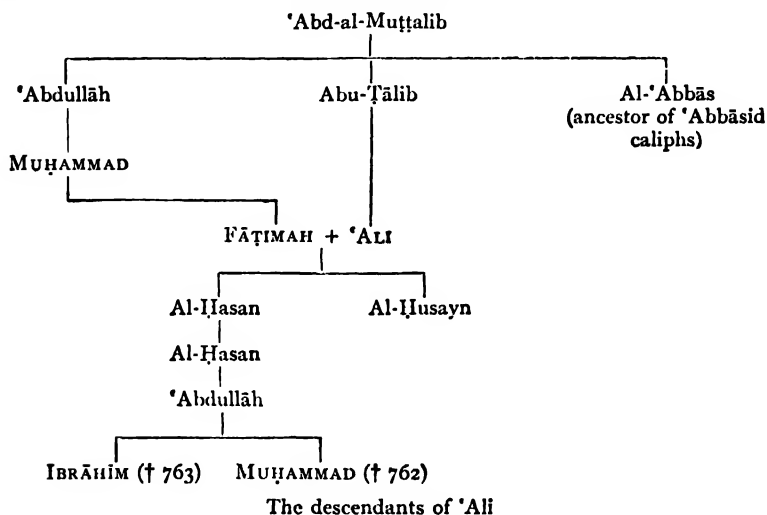 ‘Abd-al-Muṭṭalib
‘Abdullāh Abu-Ṭālib Al-‘Abbās
(ancestor of ‘Abbāsid
caliphs)
MUḤAMMAD
FĀṬIMAH + ‘ALI
Al-Ḥasan Al-Ḥusayn
Al-Ḥasan
‘Abdullāh
IBRĀHĪM († 763) MUḤAMMAD († 762)
The descendants of ‘Ali